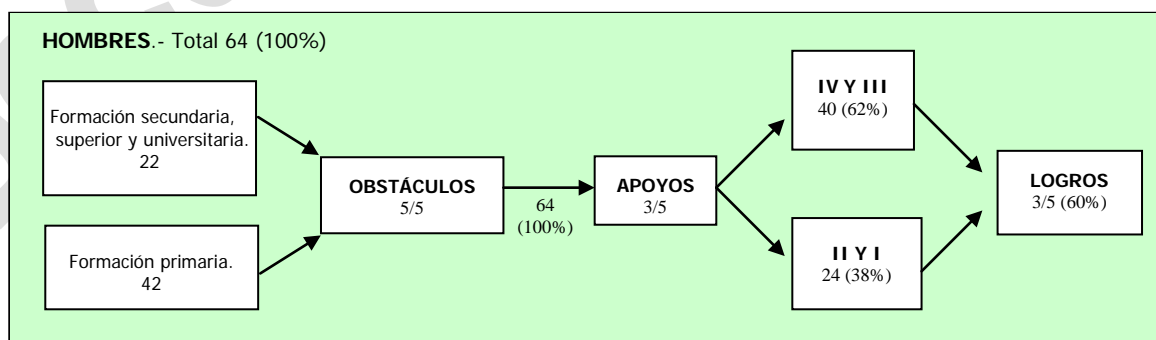 HOMBRES.- Total 64 (100%)
Formación secundaria,
superior y universitaria.
22
Formación primaria.
42
OBSTÁCULOS
5/5
64
(100%)
APOYOS
3/5
IV Y III
40 (62%)
II Y I
24 (38%)
LOGROS
3/5 (60%)